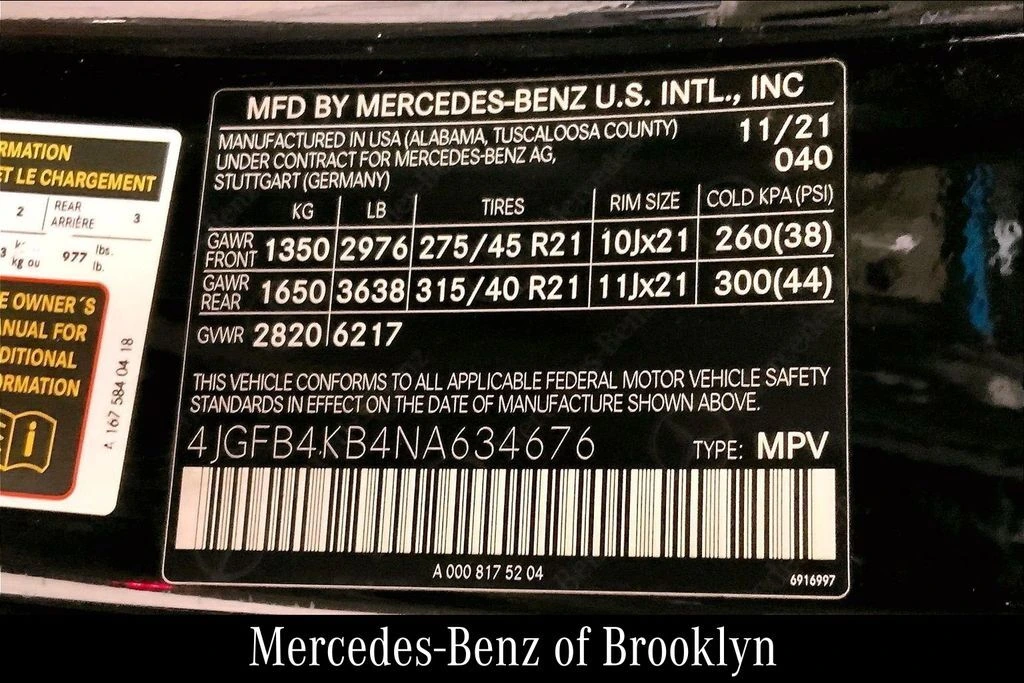 RMATION
ET LE CHARGEMENT
2 REAR ARRIÈRE 3
kg ou 977 lbs. lb.
E OWNER'S
NUAL FOR
DITIONAL
ORMATION
i
A 167 584 04 18
MFD BY MERCEDES-BENZ U.S. INTL., INC
MANUFACTURED IN USA (ALABAMA, TUSCALOOSA COUNTY) 11/21
UNDER CONTRACT FOR MERCEDES-BENZ AG, 040
STUTTGART (GERMANY)
KG LB TIRES RIM SIZE COLD KPA (PSI)
GAWR FRONT 1350 2976 275/45 R21 10Jx21 260(38)
GAWR REAR 1650 3638 315/40 R21 11Jx21 300(44)
GVWR 2820 6217
THIS VEHICLE CONFORMS TO ALL APPLICABLE FEDERAL MOTOR VEHICLE SAFETY
STANDARDS IN EFFECT ON THE DATE OF MANUFACTURE SHOWN ABOVE.
4JGFB4KB4NA634676 TYPE: MPV
A 000 817 52 04
6916997
Mercedes-Benz of Brooklyn